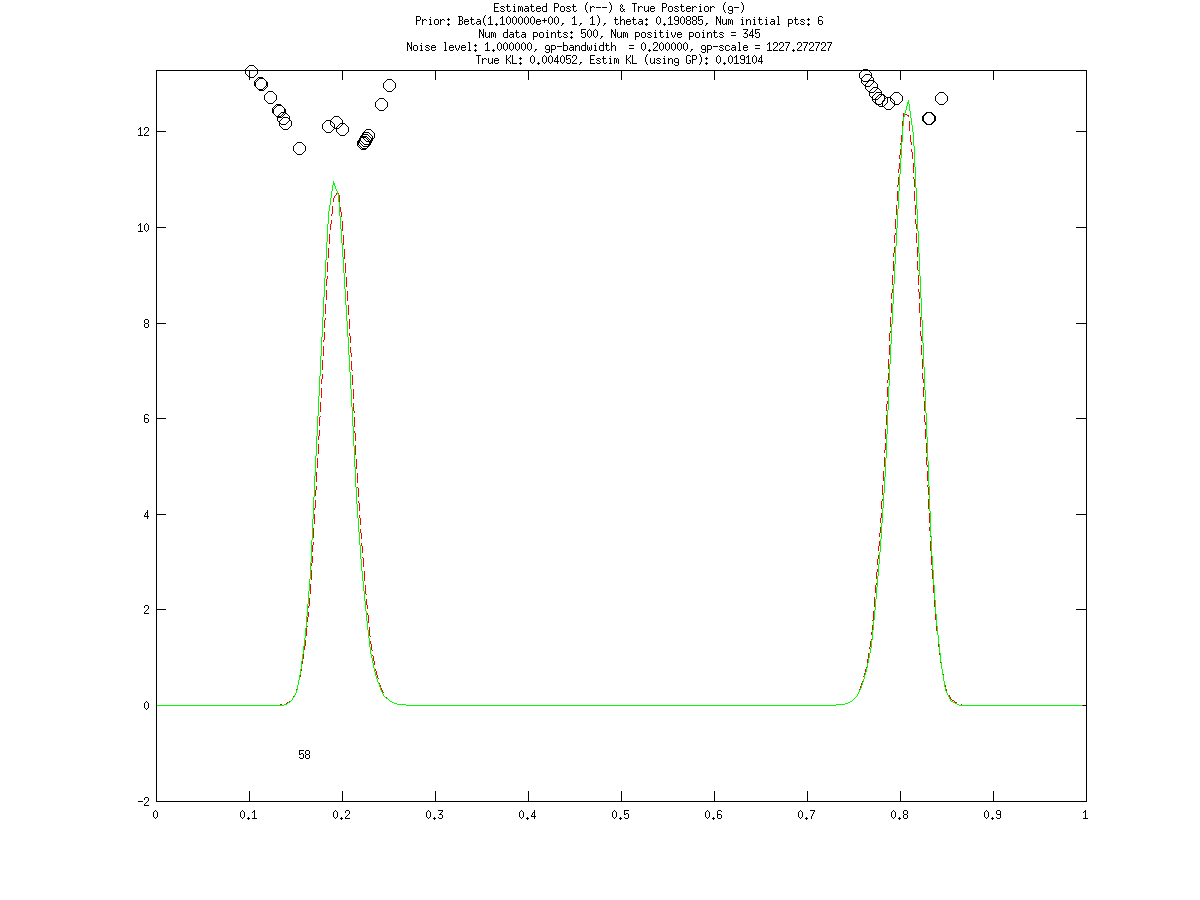 Estimated Post (r--) & True Posterior (g-)
Prior: Beta(1.100000e+00, 1, 1), theta: 0.190885, Num initial pts: 6
Num data points: 500, Num positive points = 345
Noise level: 1.000000, gp-bandwidth  = 0.200000, gp-scale = 1227.272727
True KL: 0.004052, Estim KL (using GP): 0.019104
12
10
8
6
4
2
0
58
-2
0 0.1 0.2 0.3 0.4 0.5 0.6 0.7 0.8 0.9 1